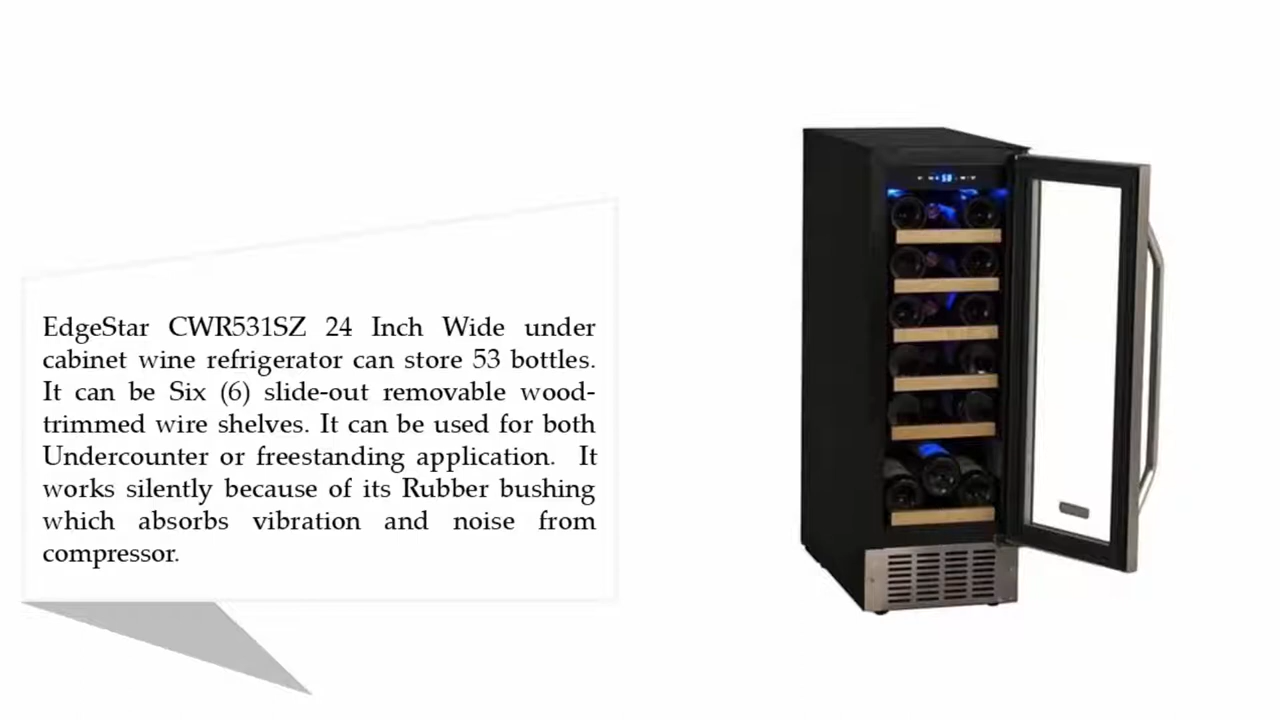 EdgeStar CWR531SZ 24 Inch Wide under
cabinet wine refrigerator can store 53 bottles.
It can be Six (6) slide-out removable wood-
trimmed wire shelves. It can be used for both
Undercounter or freestanding application. It
works silently because of its Rubber bushing
which absorbs vibration and noise from
compressor.